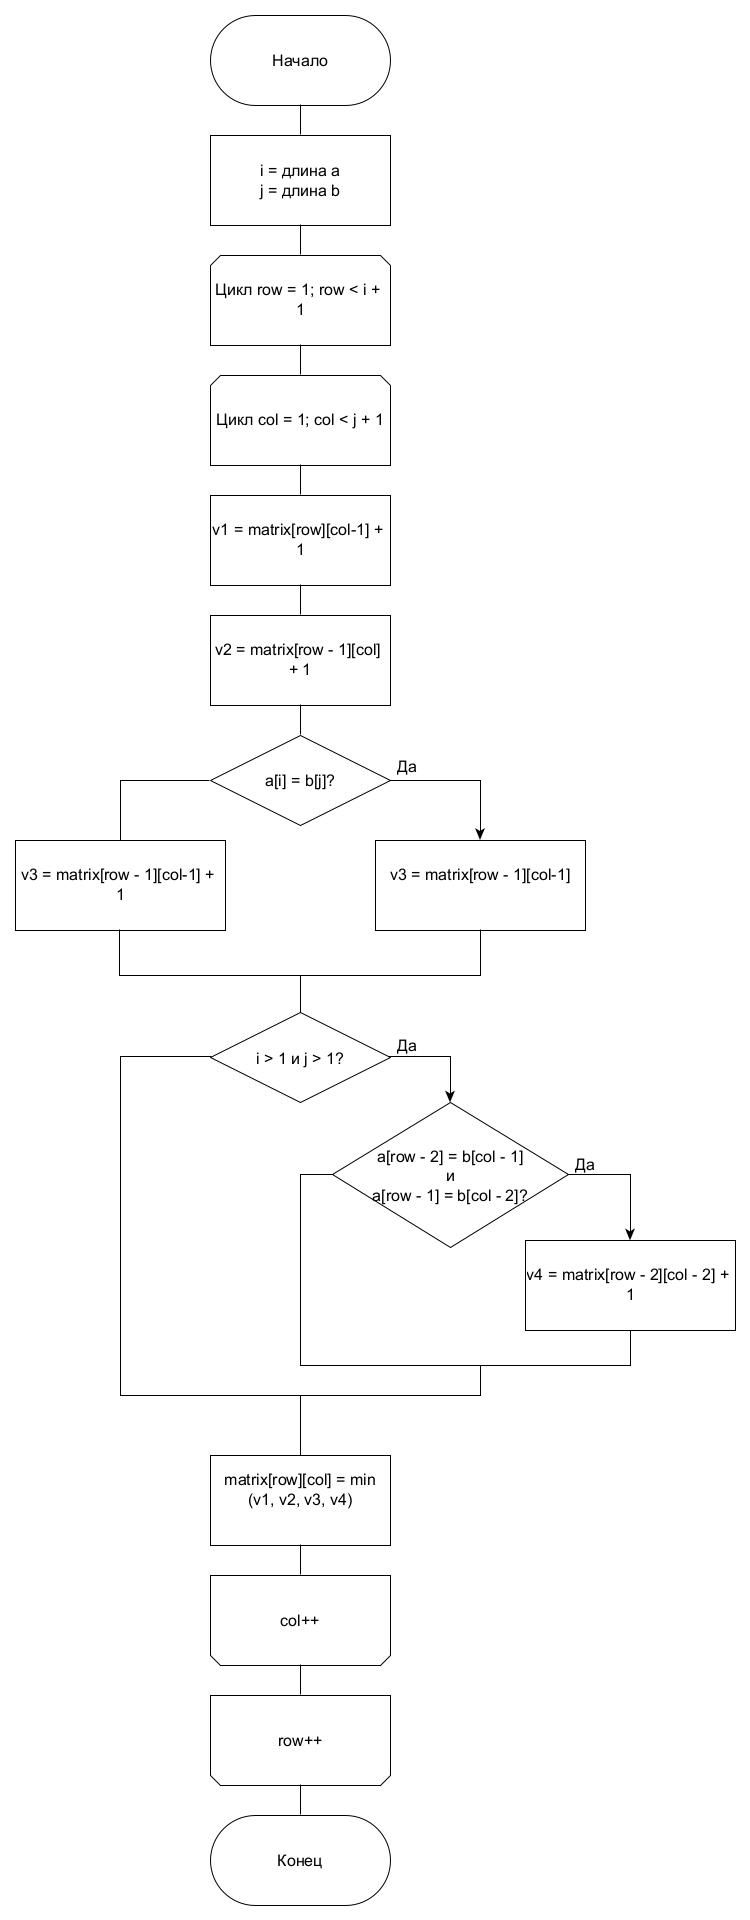 Начало
i = длина a
j = длина b
Цикл row = 1; row < i +
1
Цикл col = 1; col < j + 1
v1 = matrix[row][col-1] +
1
v2 = matrix[row - 1][col]
+ 1
a[i] = b[j]?
Да
v3 = matrix[row - 1][col-1] +
1
v3 = matrix[row - 1][col-1]
i > 1 и j > 1?
Да
a[row - 2] = b[col - 1]
и
a[row - 1] = b[col - 2]?
Да
v4 = matrix[row - 2][col - 2] +
1
matrix[row][col] = min
(v1, v2, v3, v4)
col++
row++
Конец